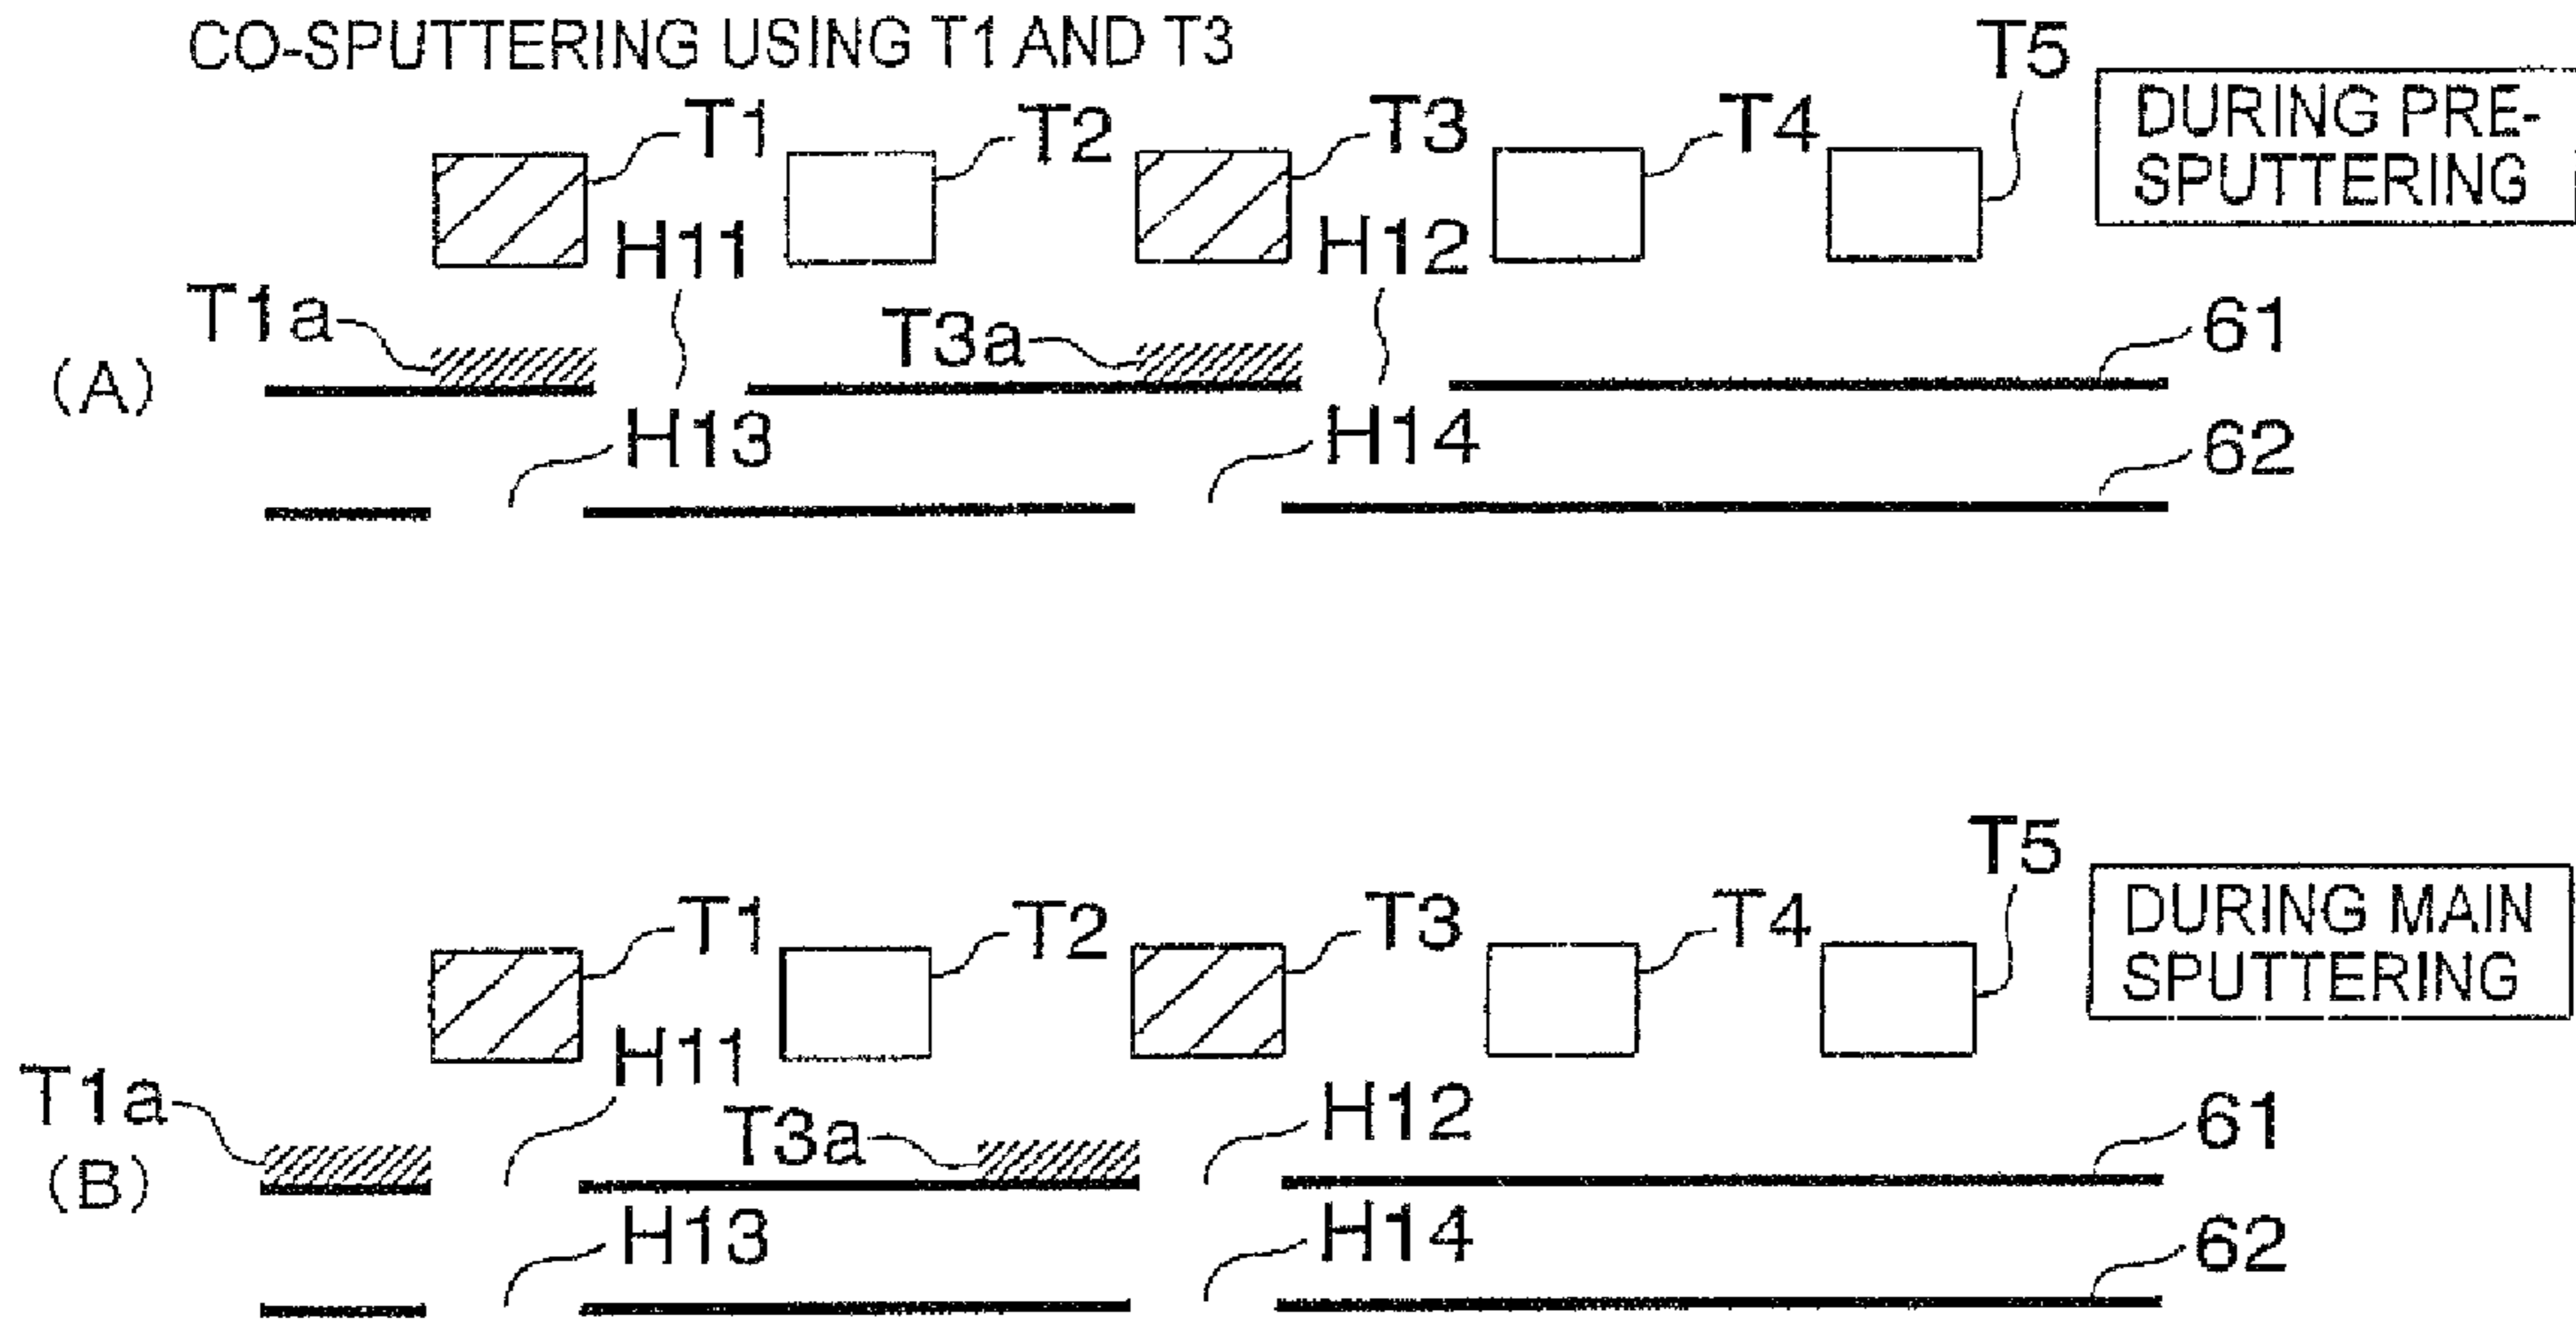 CO-SPUTTERING USING T1 AND T3
T5
T1
T2
T3
T4
DURING PRE-
SPUTTERING
H11
H12
T1a
T3a
61
(A)
H13
H14
62
T5
T1
T2
T3
T4
DURING MAIN
SPUTTERING
H11
T1a
T3a
H12
61
(B)
H13
H14
62